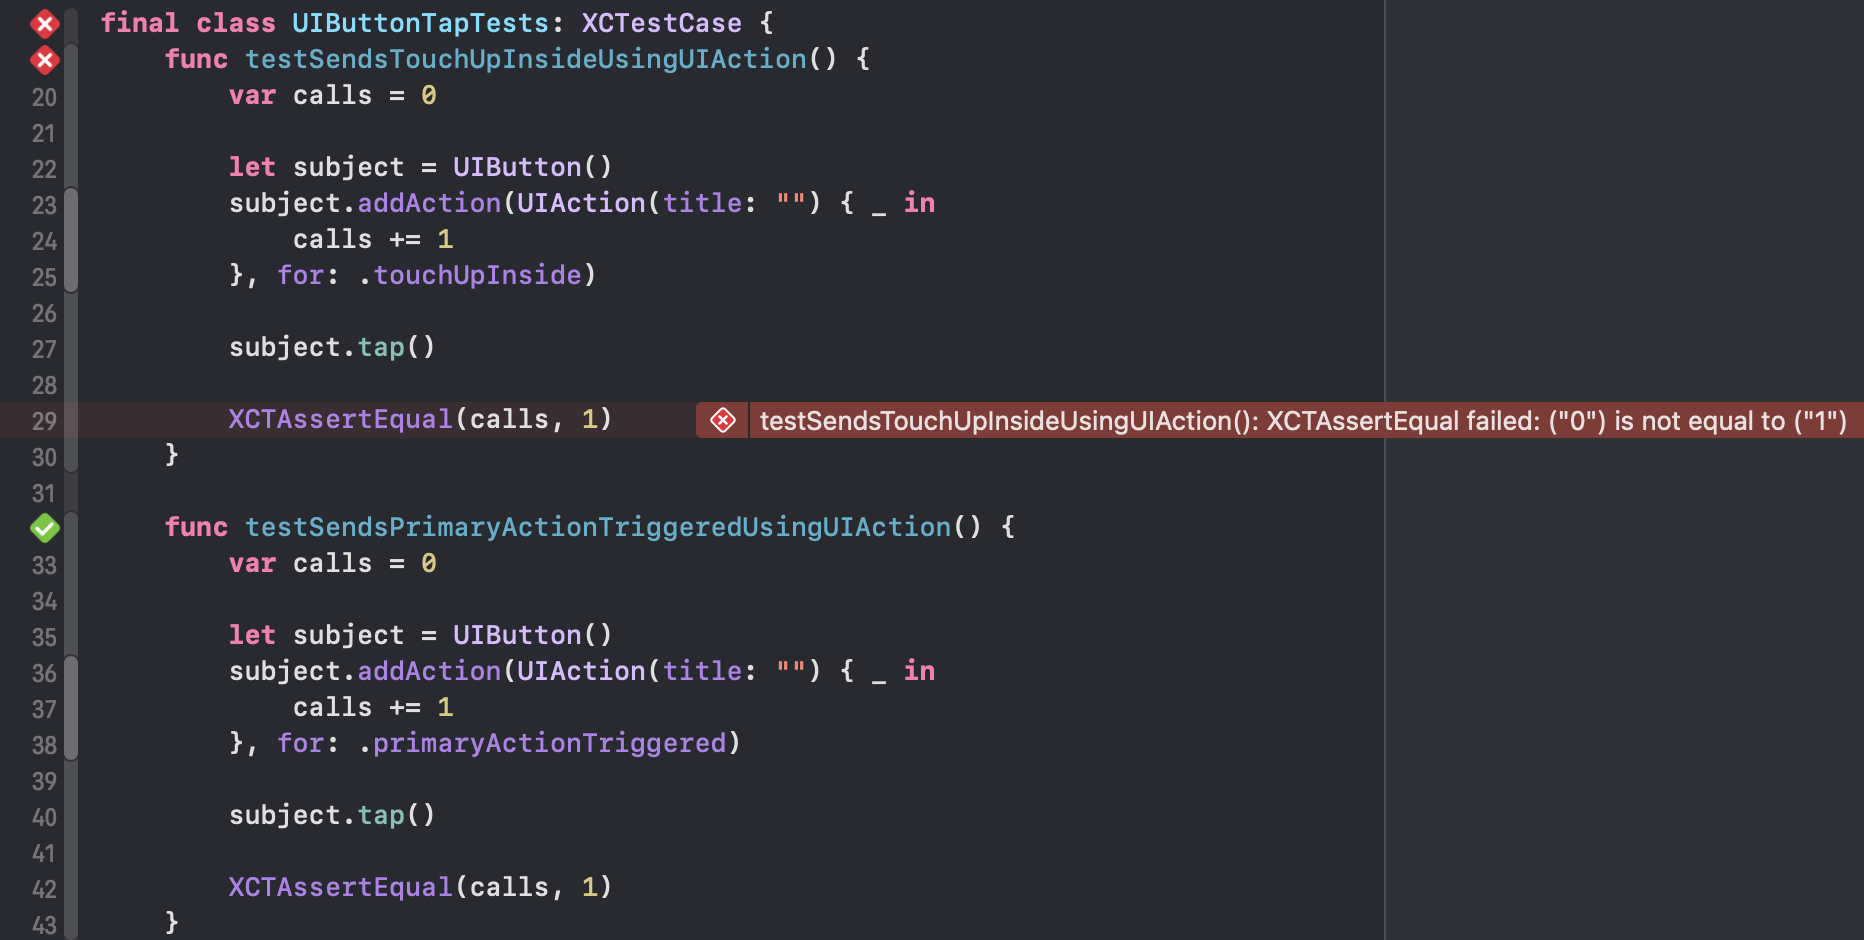 final class UIButtonTapTests: XCTestCase {
func testSendsTouchUpInsideUsingUIAction() {
20 var calls = 0
21
22 let subject = UIButton()
23 subject.addAction(UIAction(title: "") { _ in
24 calls += 1
25 }, for: .touchUpInside)
26
27 subject.tap()
28
29 XCTAssertEqual(calls, 1) testSendsTouchUpInsideUsingUIAction(): XCTAssertEqual failed: ("0") is not equal to ("1")
30 }
31
func testSendsPrimaryActionTriggeredUsingUIAction() {
33 var calls = 0
34
35 let subject = UIButton()
36 subject.addAction(UIAction(title: "") { _ in
37 calls += 1
38 }, for: .primaryActionTriggered)
39
40 subject.tap()
41
42 XCTAssertEqual(calls, 1)
43 }